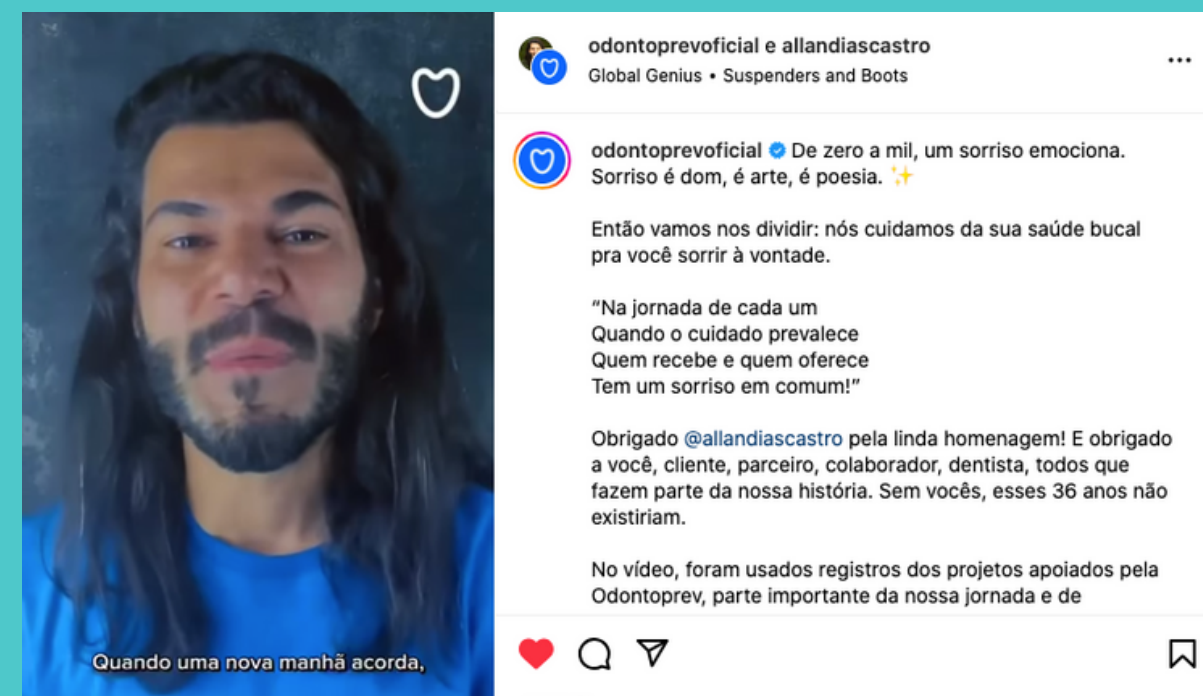 Quando uma nova manhã acorda,
odontoprevoficial e allandiascastro
Global Genius • Suspenders and Boots
odontoprevoficial De zero a mil, um sorriso emociona.
Sorriso é dom, é arte, é poesia. ✨
Então vamos nos dividir: nós cuidamos da sua saúde bucal
pra você sorrir à vontade.
“Na jornada de cada um
Quando o cuidado prevalece
Quem recebe e quem oferece
Tem um sorriso em comum!”
Obrigado @allandiascastro pela linda homenagem! E obrigado
a você, cliente, parceiro, colaborador, dentista, todos que
fazem parte da nossa história. Sem vocês, esses 36 anos não
existiriam.
No vídeo, foram usados registros dos projetos apoiados pela
Odontoprev, parte importante da nossa jornada e de